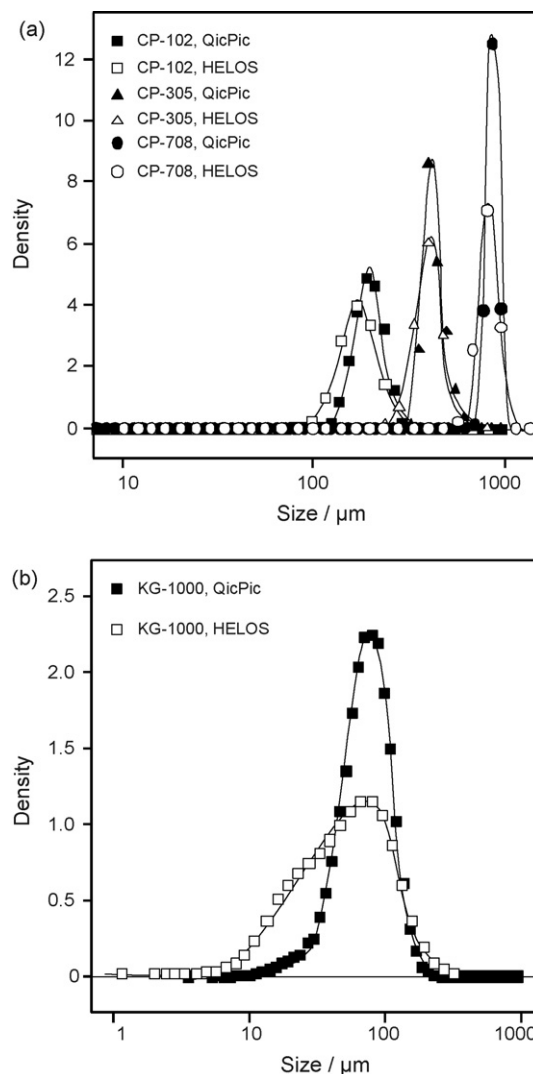 (a)
CP-102, QicPic
CP-102, HELOS
CP-305, QicPic
CP-305, HELOS
CP-708, QicPic
CP-708, HELOS
12
10
8
6
4
2
0
Density
10 100 1000
Size / µm
(b)
KG-1000, QicPic
KG-1000, HELOS
2.5
2.0
1.5
1.0
0.5
0
Density
1 10 100 1000
Size / µm